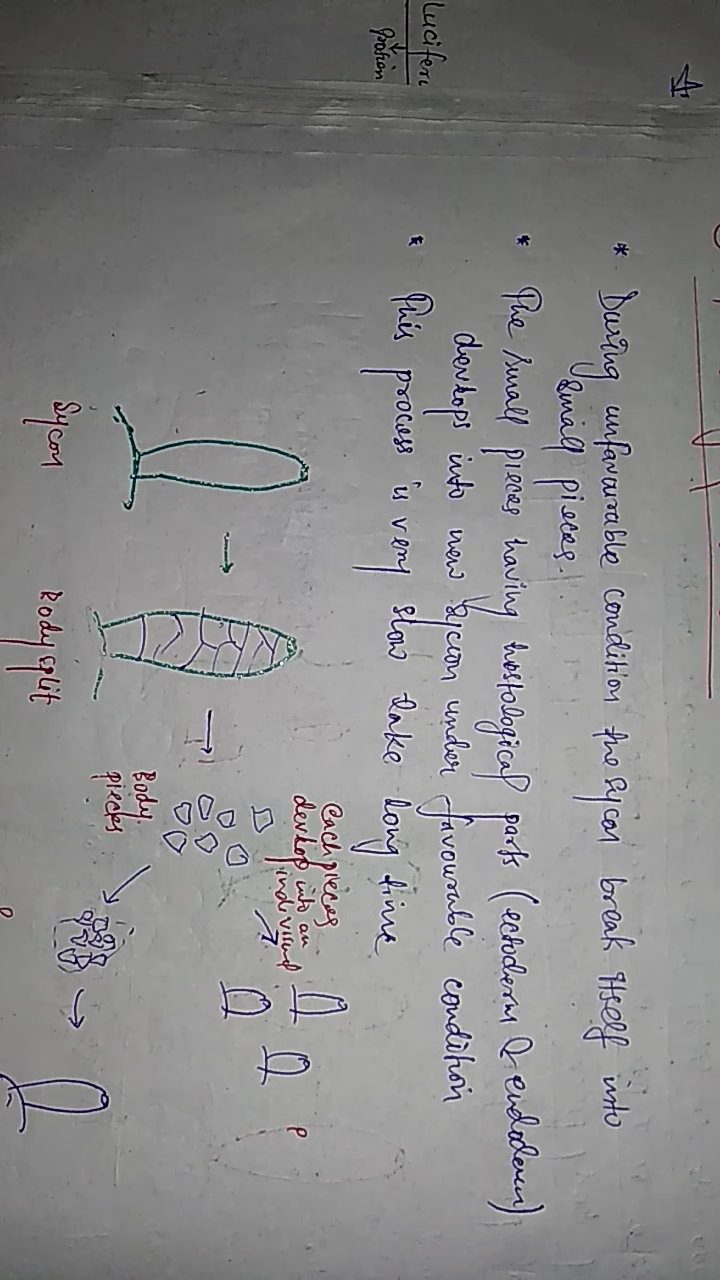 * During unfavourable condition the Sycon break itself into
small pieces.
* The small pieces having histological parts (ectoderm & endoderm)
develops into new Sycon under favourable condition
* This process is very slow take long time
Each pieces
develop into an
individual
Sycon
Body split
Body
pieces
P
Luciferi